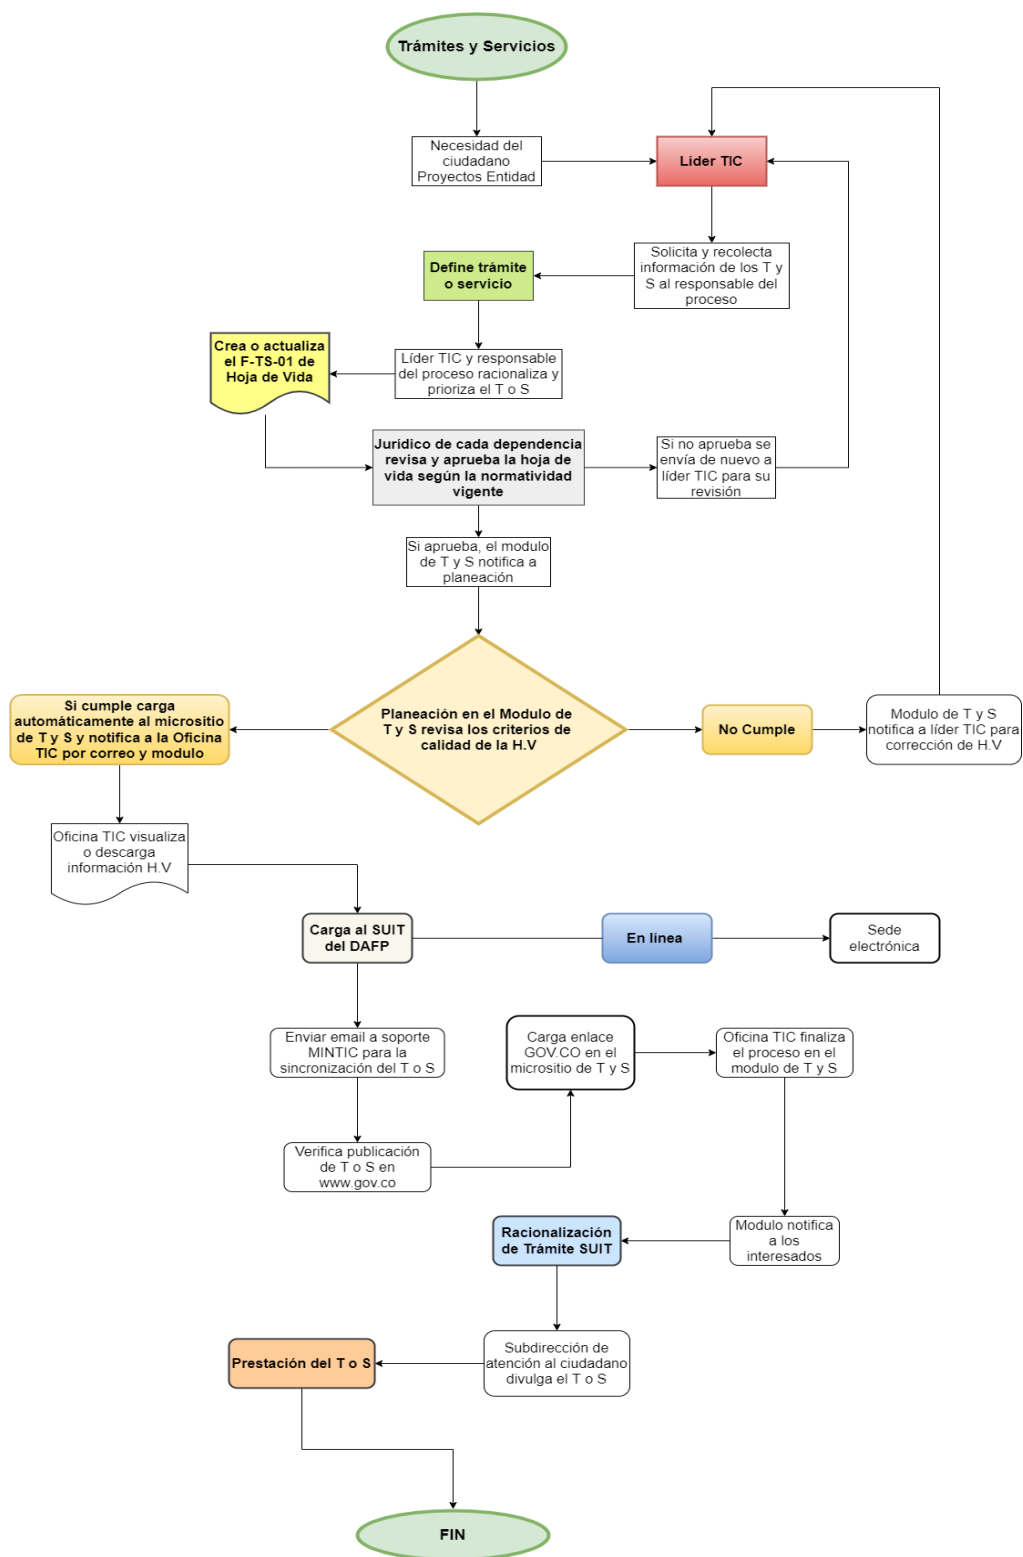 Trámites y Servicios
Necesidad del
ciudadano
Proyectos Entidad
Líder TIC
Solicita y recolecta
información de los T y
S al responsable del
proceso
Define trámite
o servicio
Líder TIC y responsable
del proceso racionaliza y
prioriza el T o S
Crea o actualiza
el F-TS-01 de
Hoja de Vida
Jurídico de cada dependencia
revisa y aprueba la hoja de
vida según la normatividad
vigente
Si no aprueba se
envía de nuevo a
líder TIC para su
revisión
Si aprueba, el modulo
de T y S notifica a
planeación
Planeación en el Modulo de
T y S revisa los criterios de
calidad de la H.V
Si cumple carga
automáticamente al micrositio
de T y S y notifica a la Oficina
TIC por correo y modulo
No Cumple
Modulo de T y S
notifica a líder TIC para
corrección de H.V
Oficina TIC visualiza
o descarga
información H.V
Carga al SUIT
del DAFP
En línea
Sede
electrónica
Enviar email a soporte
MINTIC para la
sincronización del T o S
Verifica publicación
de T o S en
www.gov.co
Carga enlace
GOV.CO en el
micrositio de T y S
Oficina TIC finaliza
el proceso en el
modulo de T y S
Modulo notifica
a los
interesados
Racionalización
de Trámite SUIT
Subdirección de
atención al ciudadano
divulga el T o S
Prestación del T o S
FIN